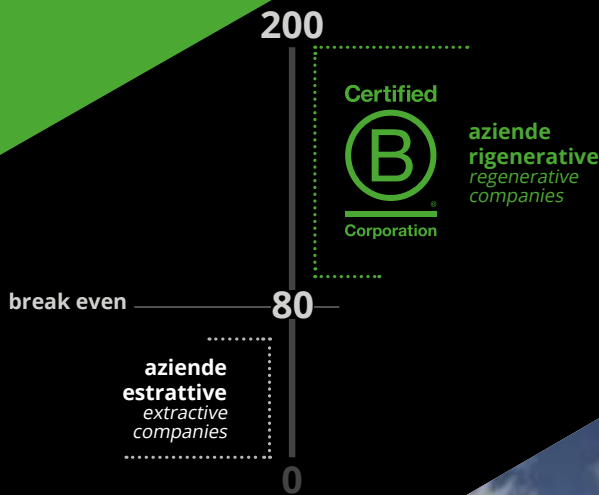 200
Certified
B
®
Corporation
aziende
rigenerative
regenerative
companies
break even
80
aziende
estrattive
extractive
companies
0